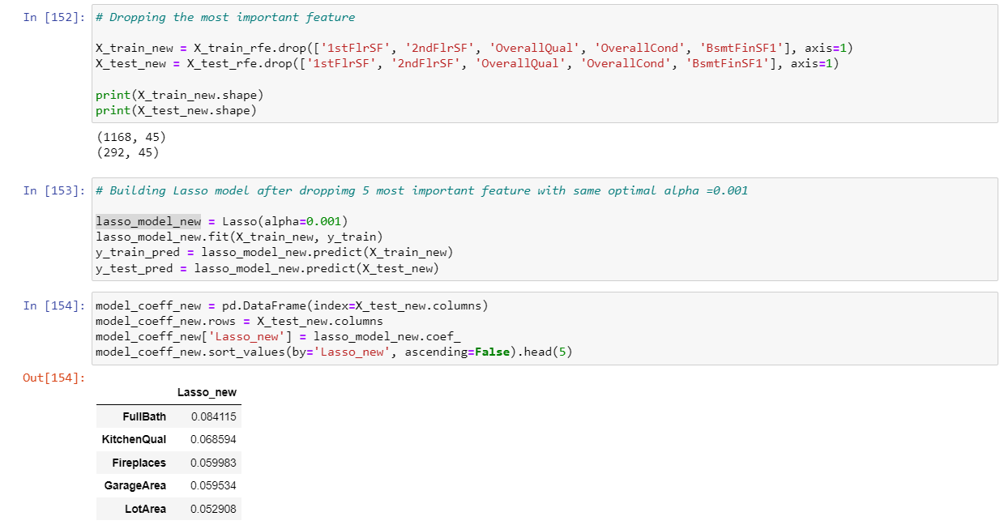 In [152]: # Dropping the most important feature
X_train_new = X_train_rfe.drop(['1stFlrSF', '2ndFlrSF', 'OverallQual', 'OverallCond', 'BsmtFinSF1'], axis=1)
X_test_new = X_test_rfe.drop(['1stFlrSF', '2ndFlrSF', 'OverallQual', 'OverallCond', 'BsmtFinSF1'], axis=1)
print(X_train_new.shape)
print(X_test_new.shape)
(1168, 45)
(292, 45)
In [153]: # Building Lasso model after droppimg 5 most important feature with same optimal alpha =0.001
lasso_model_new = Lasso(alpha=0.001)
lasso_model_new.fit(X_train_new, y_train)
y_train_pred = lasso_model_new.predict(X_train_new)
y_test_pred = lasso_model_new.predict(X_test_new)
In [154]: model_coeff_new = pd.DataFrame(index=X_test_new.columns)
model_coeff_new.rows = X_test_new.columns
model_coeff_new['Lasso_new'] = lasso_model_new.coef_
model_coeff_new.sort_values(by='Lasso_new', ascending=False).head(5)
Out[154]:
Lasso_new
FullBath 0.084115
KitchenQual 0.068594
Fireplaces 0.059983
GarageArea 0.059534
LotArea 0.052908